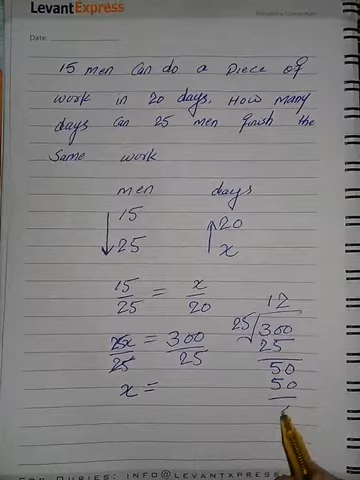 LevantExpress
Date:
15 men can do a piece of
work in 20 days. How many
days can 25 men finish the
Same work
men days
15 20
25 x
15/25 = x/20
25x/25 = 300/25
x =
12
25 300
25
50
50
INFO@LEVANTXPRESS